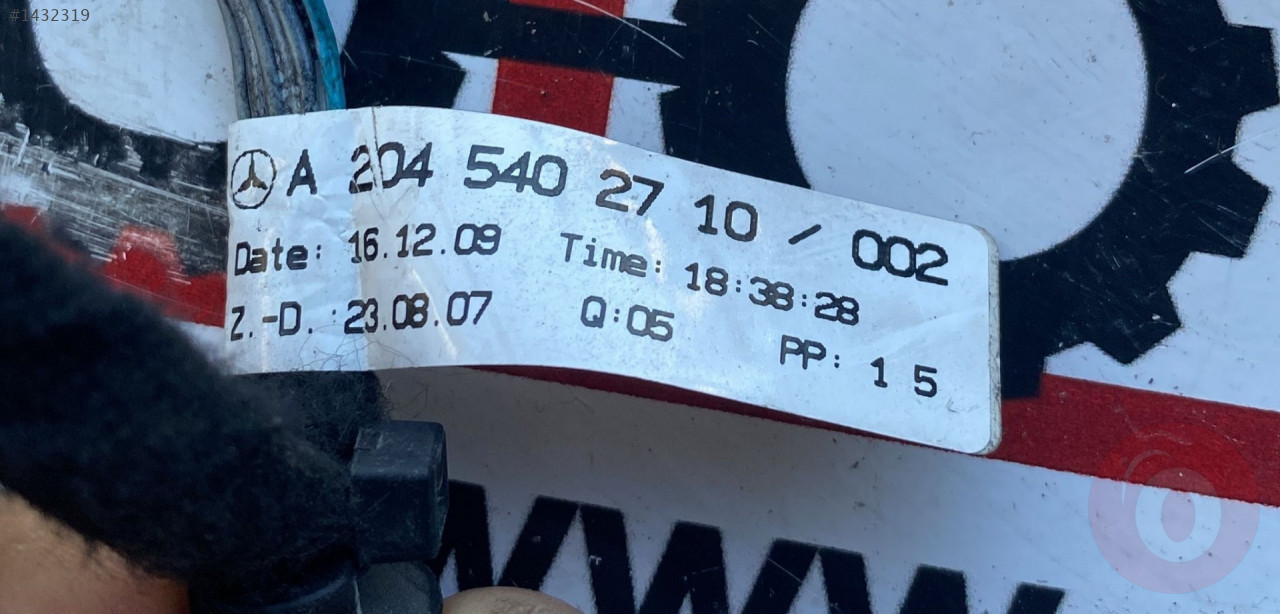 #1432319
A 204 540 27 10 / 002
Date: 16.12.09 Time: 18:38:28
Z.-D. :23.08.07 Q:05 PP: 1 5
WWW